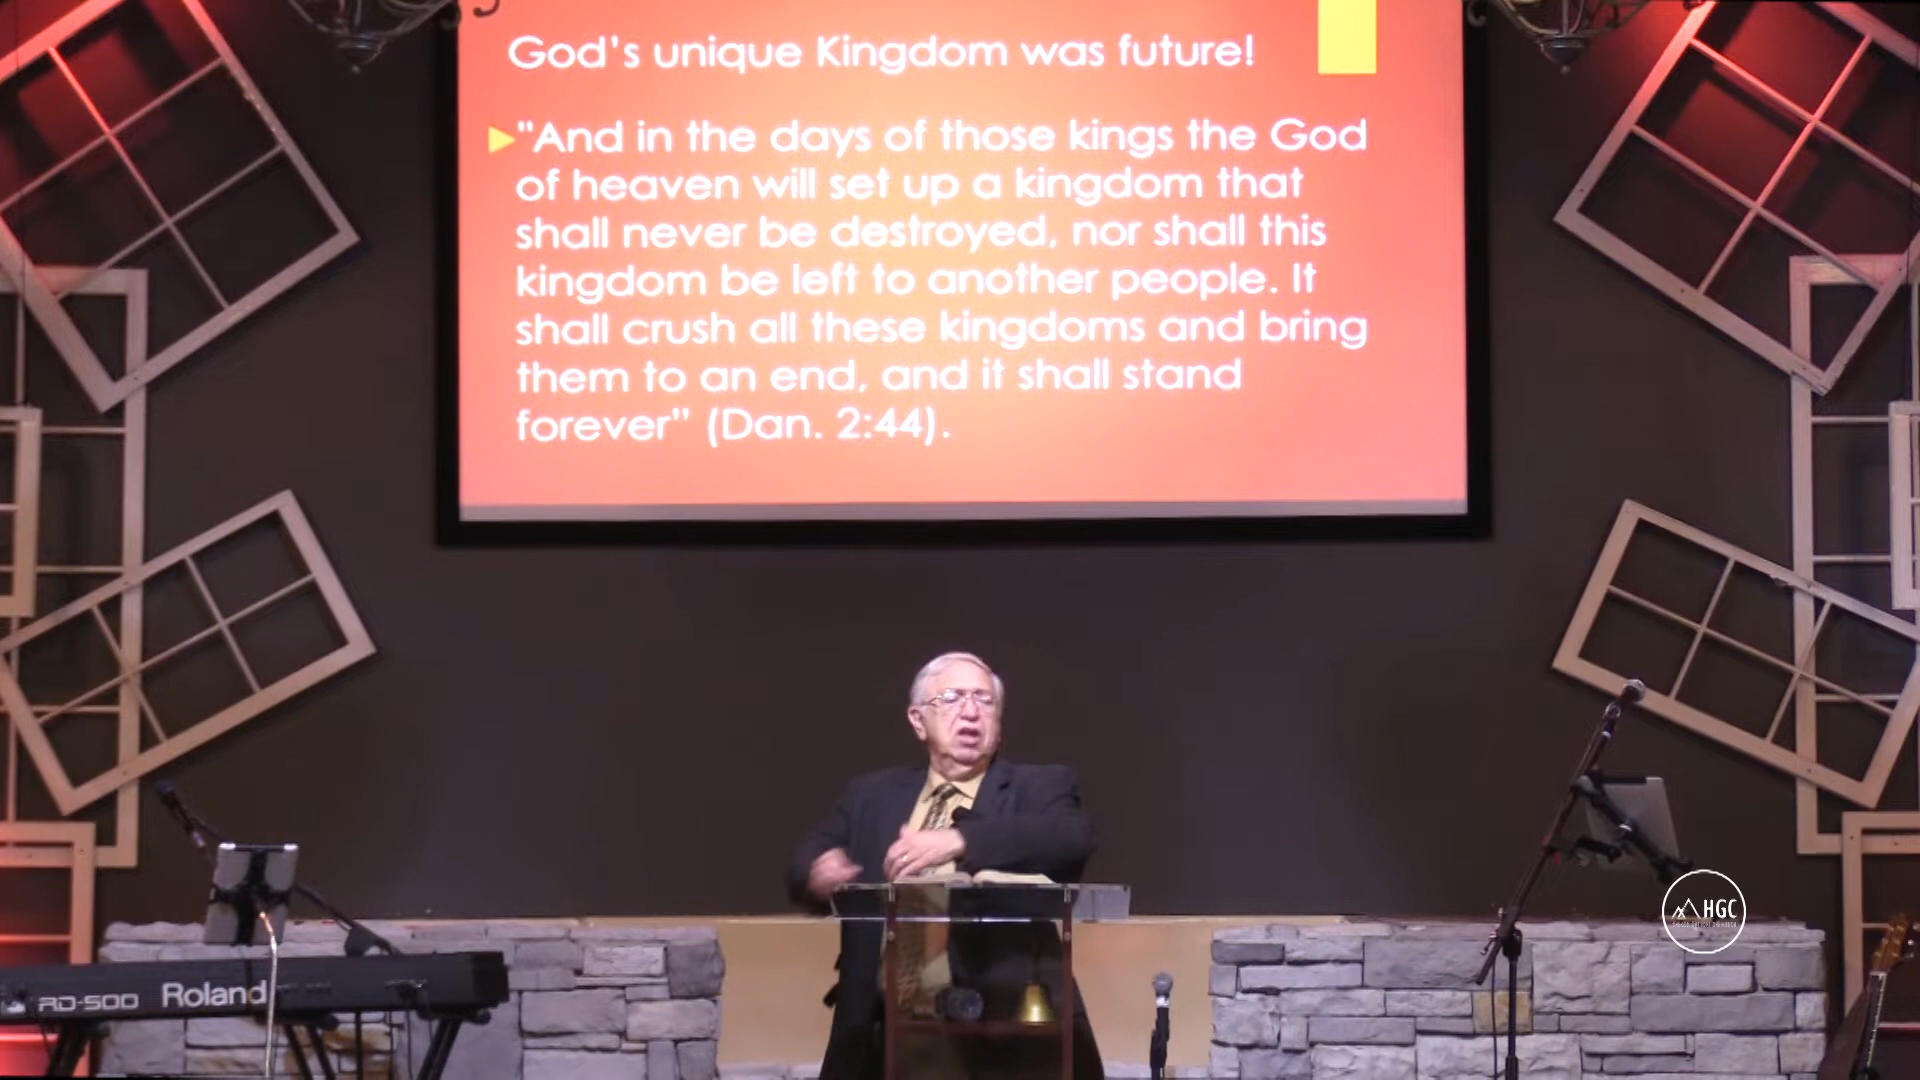 God's unique Kingdom was future!
"And in the days of those kings the God
of heaven will set up a kingdom that
shall never be destroyed, nor shall this
kingdom be left to another people. It
shall crush all these kingdoms and bring
them to an end, and it shall stand
forever" (Dan. 2:44).
RD-500 Roland
HGC